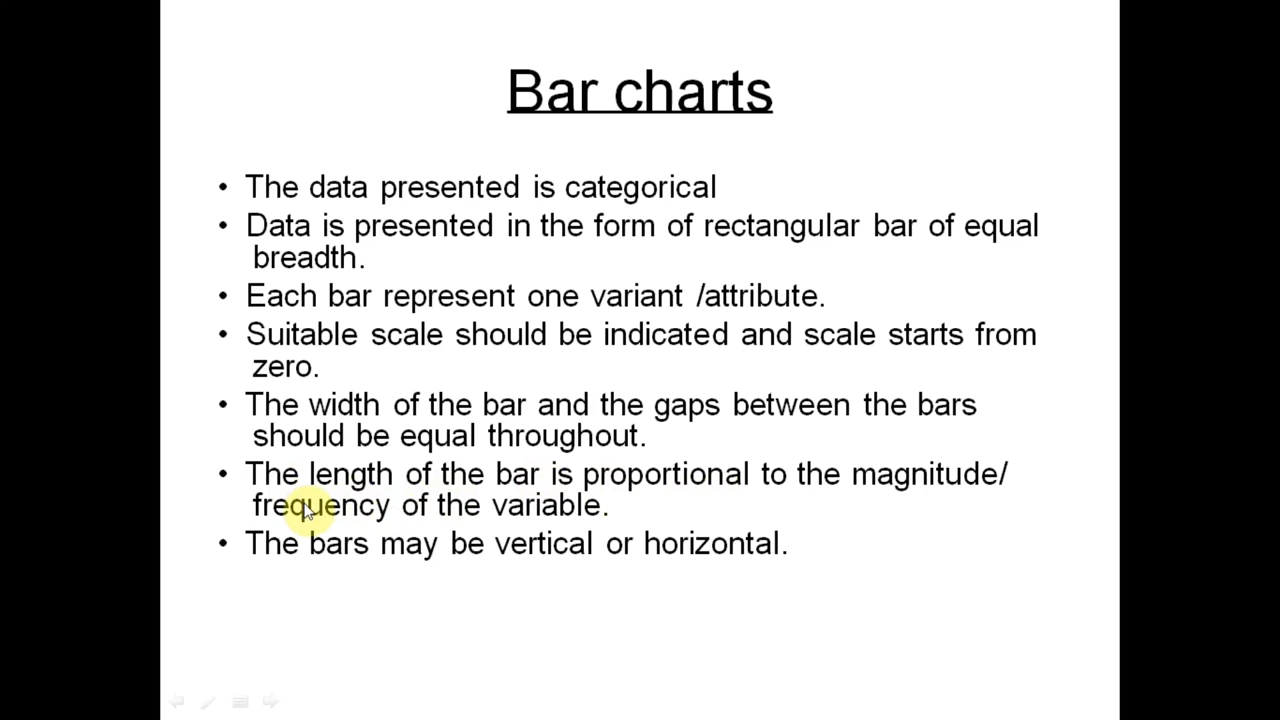 Bar charts
• The data presented is categorical
• Data is presented in the form of rectangular bar of equal
breadth.
• Each bar represent one variant /attribute.
• Suitable scale should be indicated and scale starts from
zero.
• The width of the bar and the gaps between the bars
should be equal throughout.
• The length of the bar is proportional to the magnitude/
frequency of the variable.
• The bars may be vertical or horizontal.